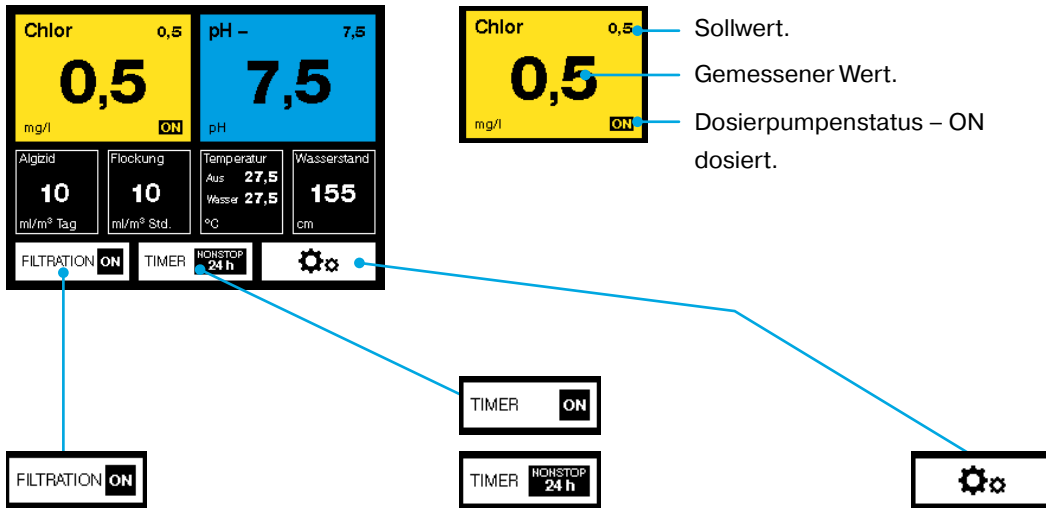 Chlor 0,5
0,5
mg/l ON
pH – 7,5
7,5
pH
Algizid
10
ml/m³ Tag
Flockung
10
ml/m³ Std.
Temperatur
Aus 27,5
Wasser 27,5
°C
Wasserstand
155
cm
FILTRATION ON
TIMER NONSTOP 24 h
Chlor 0,5
0,5
mg/l ON
Sollwert.
Gemessener Wert.
Dosierpumpenstatus – ON
dosiert.
TIMER ON
FILTRATION ON
TIMER NONSTOP 24 h